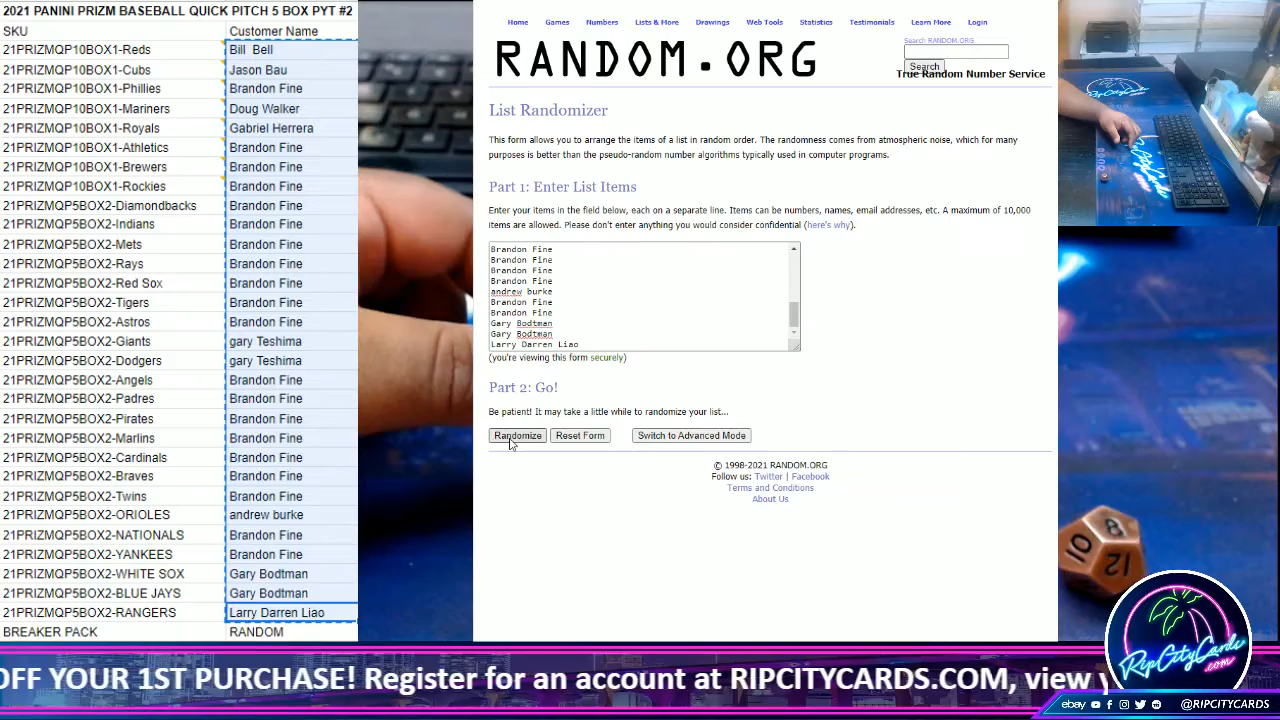 2021 PANINI PRIZM BASEBALL QUICK PITCH 5 BOX PYT #2
SKU Customer Name
21PRIZMQP10BOX1-Reds Bill Bell
21PRIZMQP10BOX1-Cubs Jason Bau
21PRIZMQP10BOX1-Phillies Brandon Fine
21PRIZMQP10BOX1-Mariners Doug Walker
21PRIZMQP10BOX1-Royals Gabriel Herrera
21PRIZMQP10BOX1-Athletics Brandon Fine
21PRIZMQP10BOX1-Brewers Brandon Fine
21PRIZMQP10BOX1-Rockies Brandon Fine
21PRIZMQP5BOX2-Diamondbacks Brandon Fine
21PRIZMQP5BOX2-Indians Brandon Fine
21PRIZMQP5BOX2-Mets Brandon Fine
21PRIZMQP5BOX2-Rays Brandon Fine
21PRIZMQP5BOX2-Red Sox Brandon Fine
21PRIZMQP5BOX2-Tigers Brandon Fine
21PRIZMQP5BOX2-Astros Brandon Fine
21PRIZMQP5BOX2-Giants gary Teshima
21PRIZMQP5BOX2-Dodgers gary Teshima
21PRIZMQP5BOX2-Angels Brandon Fine
21PRIZMQP5BOX2-Padres Brandon Fine
21PRIZMQP5BOX2-Pirates Brandon Fine
21PRIZMQP5BOX2-Marlins Brandon Fine
21PRIZMQP5BOX2-Cardinals Brandon Fine
21PRIZMQP5BOX2-Braves Brandon Fine
21PRIZMQP5BOX2-Twins Brandon Fine
21PRIZMQP5BOX2-ORIOLES andrew burke
21PRIZMQP5BOX2-NATIONALS Brandon Fine
21PRIZMQP5BOX2-YANKEES Brandon Fine
21PRIZMQP5BOX2-WHITE SOX Gary Bodtman
21PRIZMQP5BOX2-BLUE JAYS Gary Bodtman
21PRIZMQP5BOX2-RANGERS Larry Darren Liao
BREAKER PACK RANDOM
Home Games Numbers Lists & More Drawings Web Tools Statistics Testimonials Learn More Login
RANDOM.ORG
Search RANDOM.ORG
Search
True Random Number Service
List Randomizer
This form allows you to arrange the items of a list in random order. The randomness comes from atmospheric noise, which for many
purposes is better than the pseudo-random number algorithms typically used in computer programs.
Part 1: Enter List Items
Enter your items in the field below, each on a separate line. Items can be numbers, names, email addresses, etc. A maximum of 10,000
items are allowed. Please don't enter anything you would consider confidential (here's why).
Brandon Fine
Brandon Fine
Brandon Fine
Brandon Fine
andrew burke
Brandon Fine
Brandon Fine
Gary Bodtman
Gary Bodtman
Larry Darren Liao
(you're viewing this form securely)
Part 2: Go!
Be patient! It may take a little while to randomize your list...
Randomize Reset Form Switch to Advanced Mode
© 1998-2021 RANDOM.ORG
Follow us: Twitter | Facebook
Terms and Conditions
About Us
RipCityCards
8
10
12
RipCityCards
.com
OFF YOUR 1ST PURCHASE! Register for an account at RIPCITYCARDS.COM, view
ebay @RIPCITYCARDS